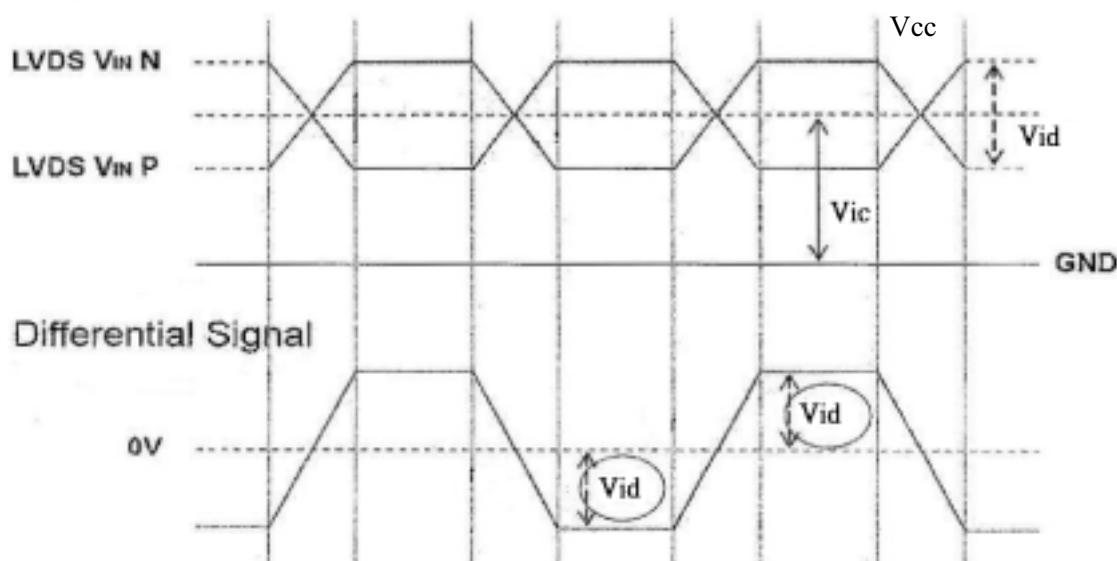 Vcc
LVDS VIN N
Vid
LVDS VIN P
Vic
GND
Differential Signal
Vid
0V
Vid